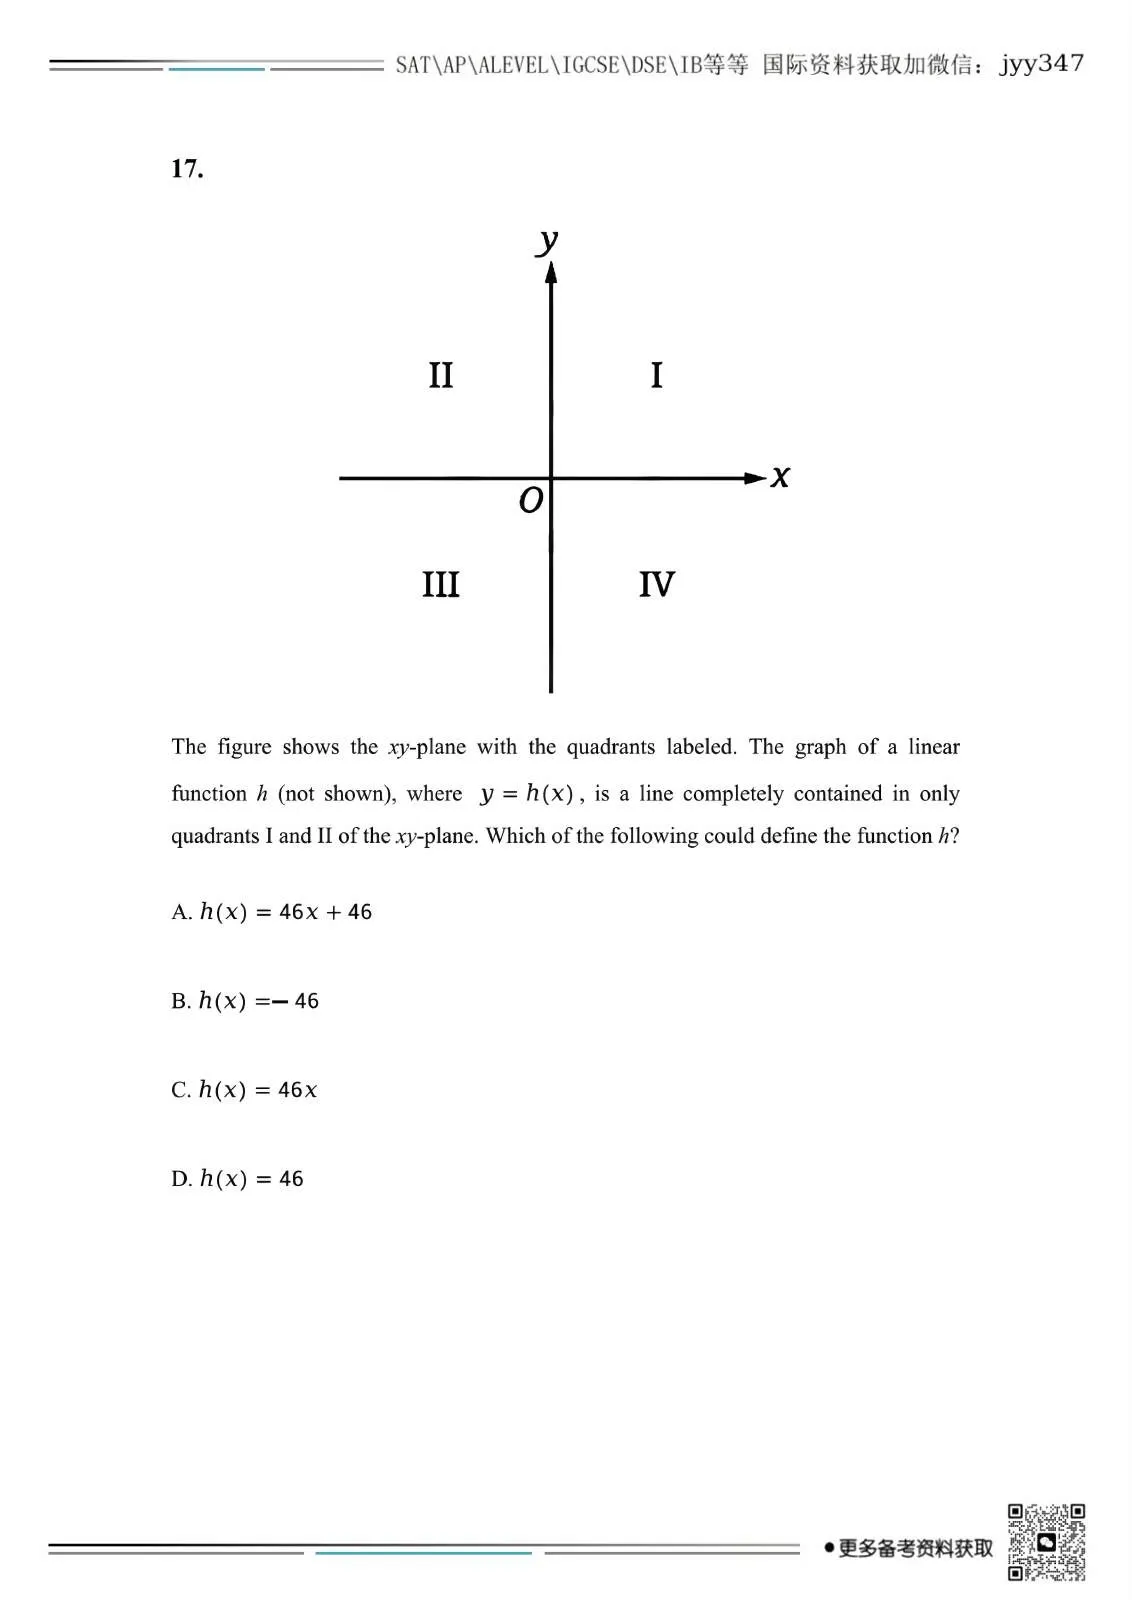 SAT\AP\ALEVEL\IGCSE\DSE\IB等等 国际资料获取加微信：jyy347
17.
y
II
I
x
O
III
IV
The figure shows the xy-plane with the quadrants labeled. The graph of a linear
function h (not shown), where y = h(x), is a line completely contained in only
quadrants I and II of the xy-plane. Which of the following could define the function h?
A. h(x) = 46x + 46
B. h(x) =− 46
C. h(x) = 46x
D. h(x) = 46
●更多备考资料获取